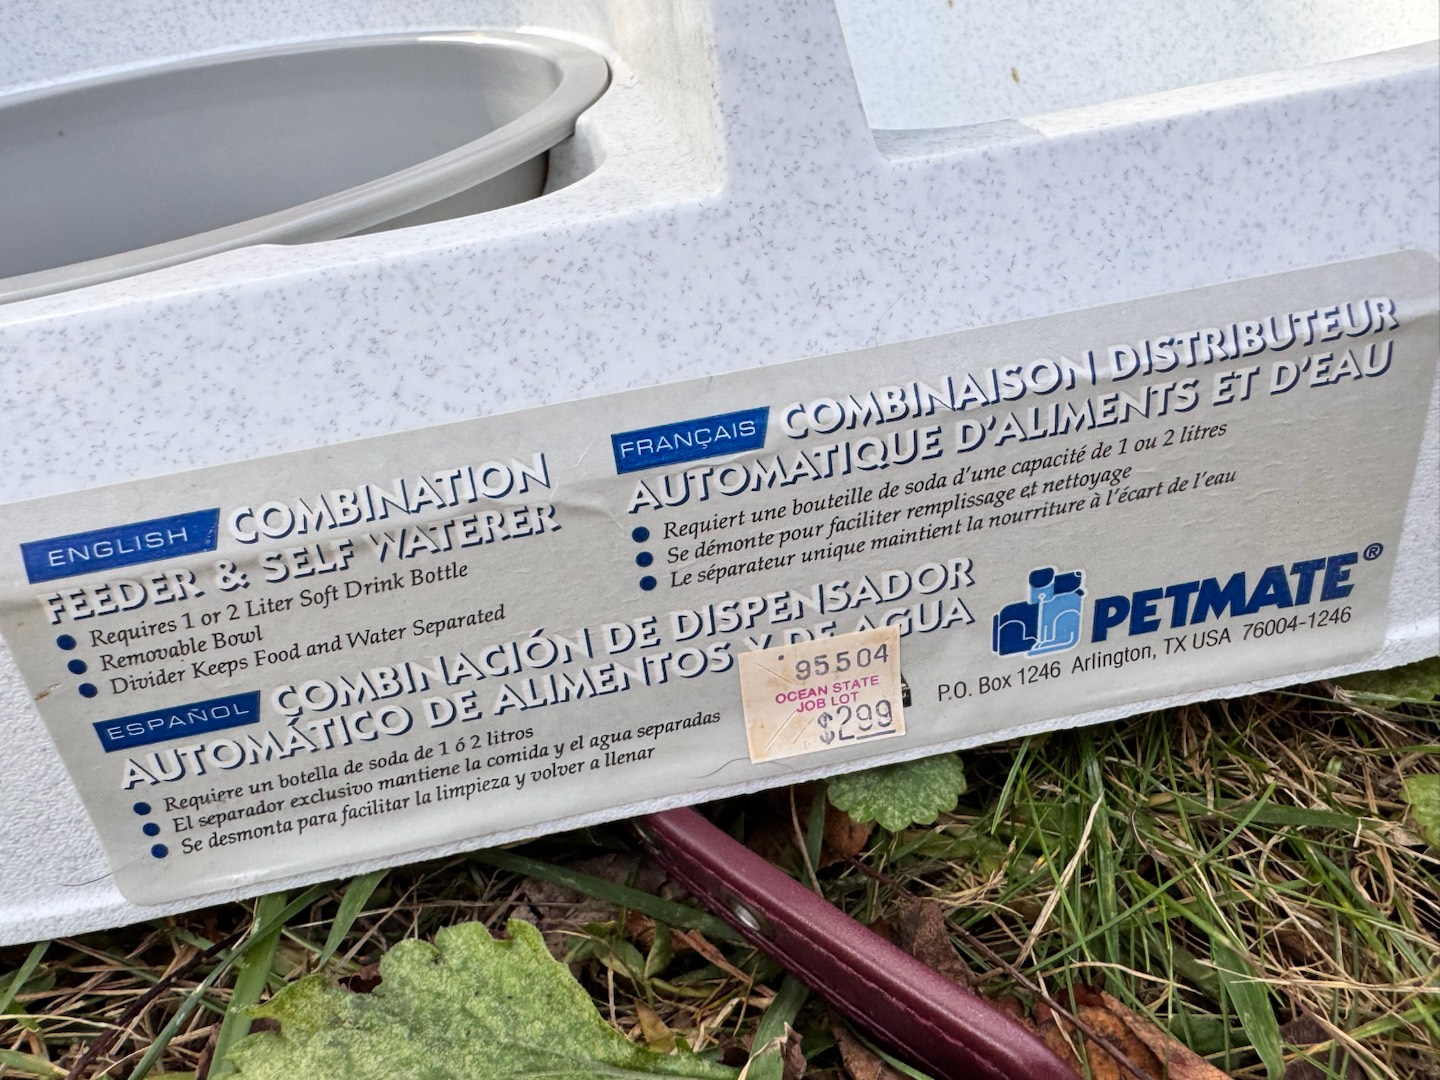 ENGLISH COMBINATION
FEEDER & SELF WATERER
Requires 1 or 2 Liter Soft Drink Bottle
Removable Bowl
Divider Keeps Food and Water Separated
FRANÇAIS COMBINAISON DISTRIBUTEUR
AUTOMATIQUE D'ALIMENTS ET D'EAU
Requiert une bouteille de soda d'une capacité de 1 ou 2 litres
Se démonte pour faciliter remplissage et nettoyage
Le séparateur unique maintient la nourriture à l'écart de l'eau
ESPAÑOL COMBINACIÓN DE DISPENSADOR
AUTOMÁTICO DE ALIMENTOS Y DE AGUA
Requiere un botella de soda de 1 ó 2 litros
El separador exclusivo mantiene la comida y el agua separadas
Se desmonta para facilitar la limpieza y volver a llenar
95504
OCEAN STATE
JOB LOT
$299
PETMATE®
P.O. Box 1246 Arlington, TX USA 76004-1246